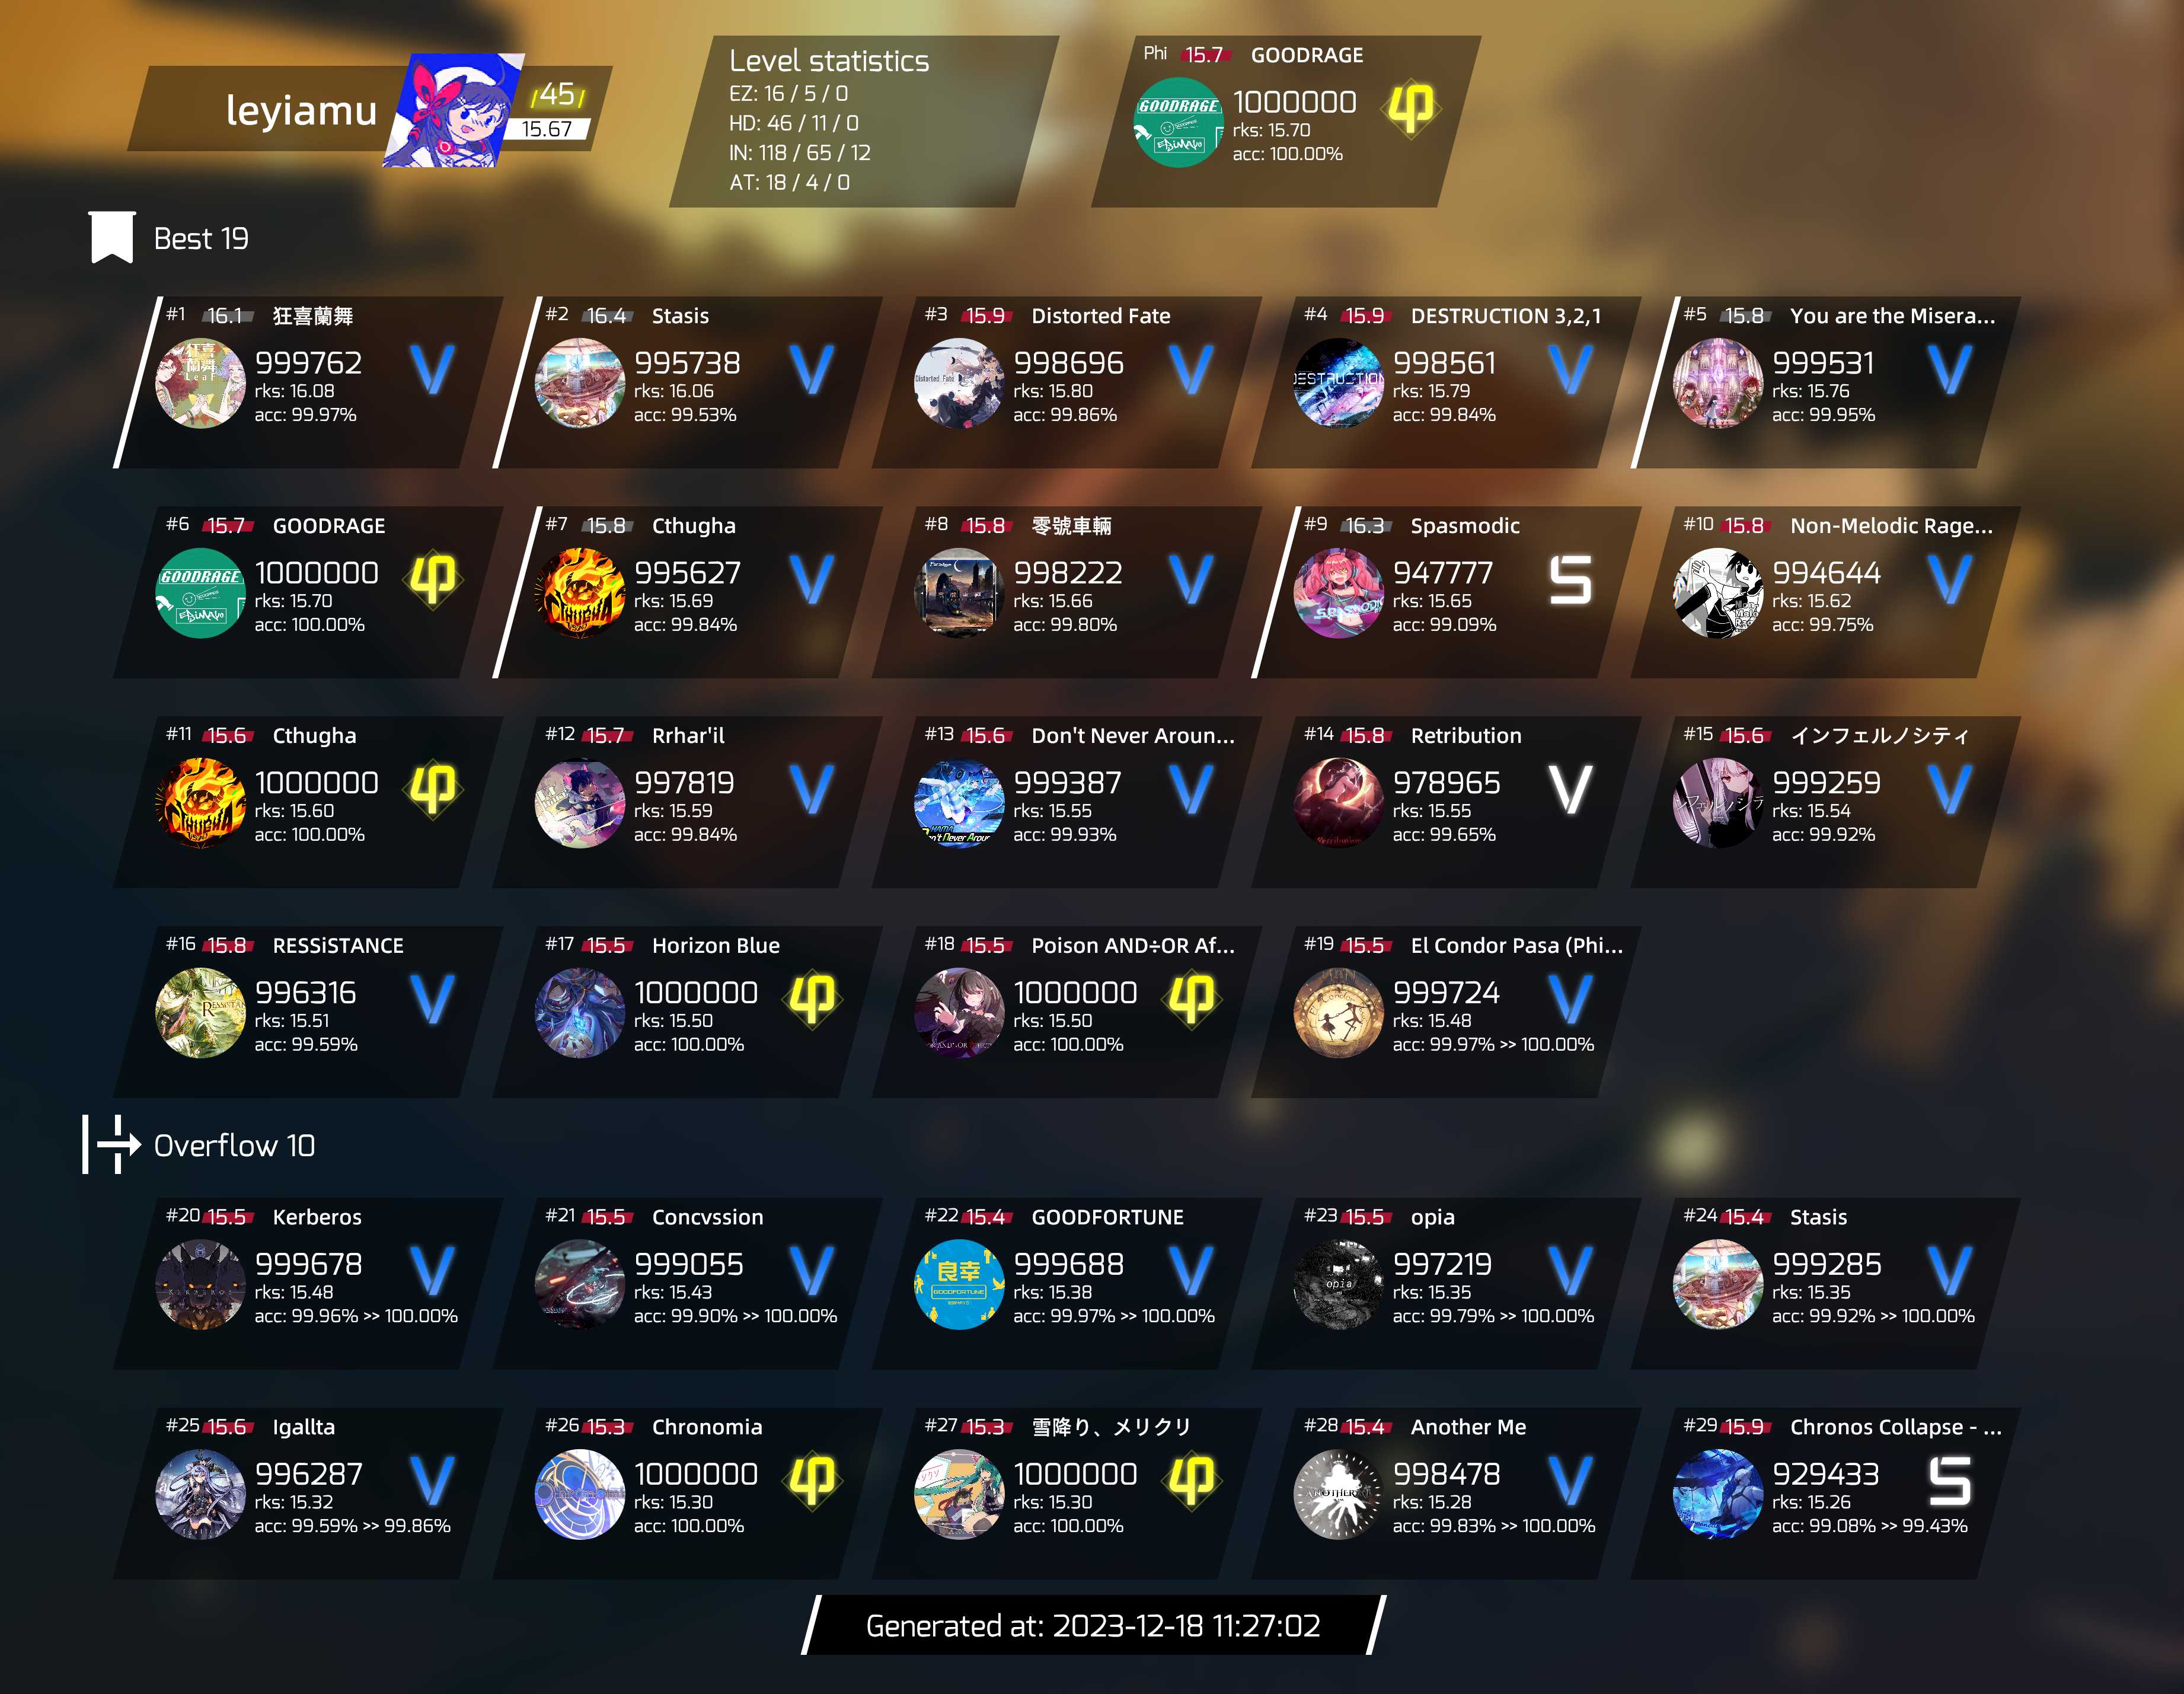 leyiamu
45
15.67
Level statistics
EZ: 16 / 5 / 0
HD: 46 / 11 / 0
IN: 118 / 65 / 12
AT: 18 / 4 / 0
Phi 15.7 GOODRAGE
GOODRAGE
1000000
rks: 15.70
acc: 100.00%
Best 19
#1 16.1 狂喜蘭舞
999762
rks: 16.08
acc: 99.97%
#2 16.4 Stasis
995738
rks: 16.06
acc: 99.53%
#3 15.9 Distorted Fate
998696
rks: 15.80
acc: 99.86%
#4 15.9 DESTRUCTION 3,2,1
998561
rks: 15.79
acc: 99.84%
#5 15.8 You are the Misera...
999531
rks: 15.76
acc: 99.95%
#6 15.7 GOODRAGE
GOODRAGE
1000000
rks: 15.70
acc: 100.00%
#7 15.8 Cthugha
995627
rks: 15.69
acc: 99.84%
#8 15.8 零號車輛
998222
rks: 15.66
acc: 99.80%
#9 16.3 Spasmodic
947777
rks: 15.65
acc: 99.09%
#10 15.8 Non-Melodic Rage...
994644
rks: 15.62
acc: 99.75%
#11 15.6 Cthugha
1000000
rks: 15.60
acc: 100.00%
#12 15.7 Rrhar'il
997819
rks: 15.59
acc: 99.84%
#13 15.6 Don't Never Aroun...
999387
rks: 15.55
acc: 99.93%
#14 15.8 Retribution
978965
rks: 15.55
acc: 99.65%
#15 15.6 インフェルノシティ
999259
rks: 15.54
acc: 99.92%
#16 15.8 RESSiSTANCE
996316
rks: 15.51
acc: 99.59%
#17 15.5 Horizon Blue
1000000
rks: 15.50
acc: 100.00%
#18 15.5 Poison AND÷OR Af...
1000000
rks: 15.50
acc: 100.00%
#19 15.5 El Condor Pasa (Phi...
999724
rks: 15.48
acc: 99.97% >> 100.00%
Overflow 10
#20 15.5 Kerberos
999678
rks: 15.48
acc: 99.96% >> 100.00%
#21 15.5 Concvssion
999055
rks: 15.43
acc: 99.90% >> 100.00%
#22 15.4 GOODFORTUNE
良幸
GOODFORTUNE
999688
rks: 15.38
acc: 99.97% >> 100.00%
#23 15.5 opia
opia
997219
rks: 15.35
acc: 99.79% >> 100.00%
#24 15.4 Stasis
999285
rks: 15.35
acc: 99.92% >> 100.00%
#25 15.6 Igallta
996287
rks: 15.32
acc: 99.59% >> 99.86%
#26 15.3 Chronomia
1000000
rks: 15.30
acc: 100.00%
#27 15.3 雪降り、メリクリ
1000000
rks: 15.30
acc: 100.00%
#28 15.4 Another Me
998478
rks: 15.28
acc: 99.83% >> 100.00%
#29 15.9 Chronos Collapse - ...
929433
rks: 15.26
acc: 99.08% >> 99.43%
Generated at: 2023-12-18 11:27:02